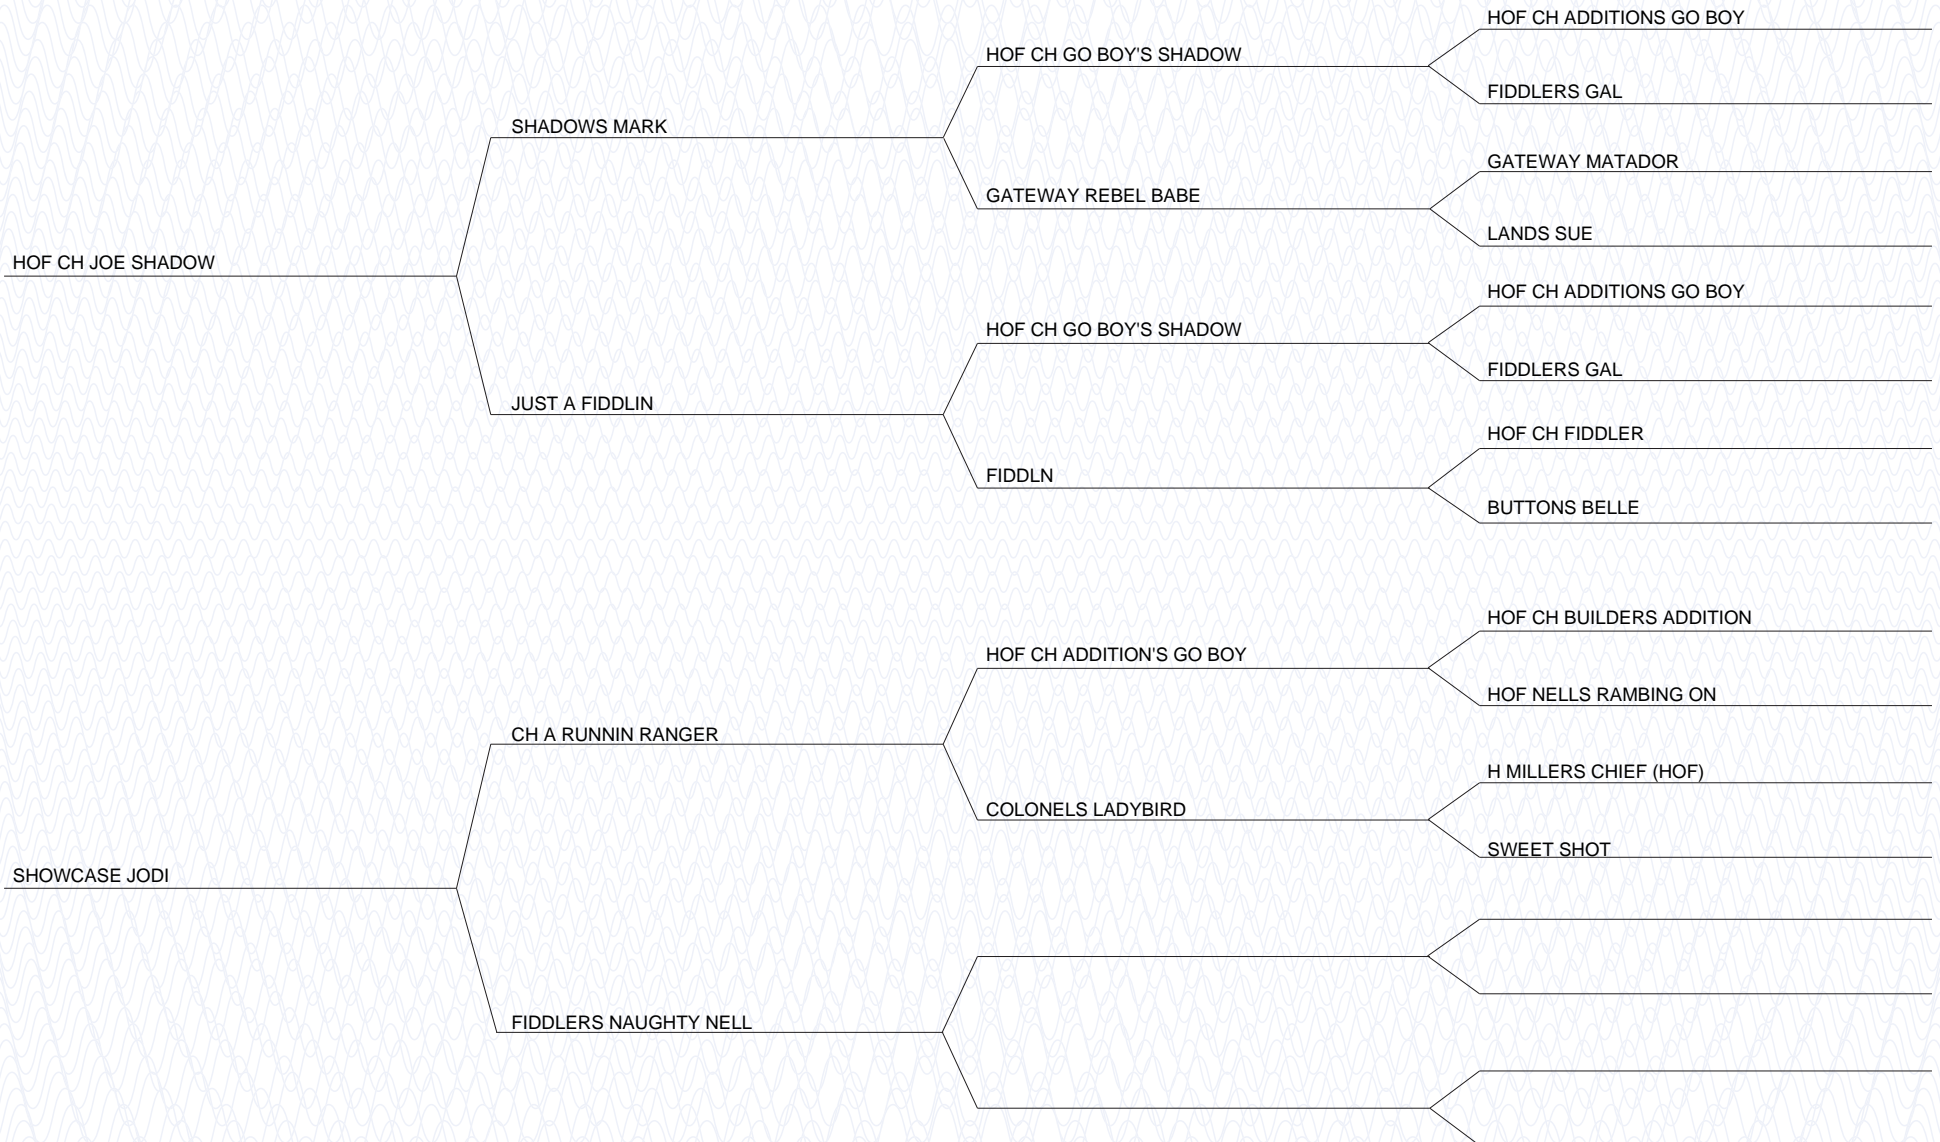 HOF CH ADDITIONS GO BOY
HOF CH GO BOY'S SHADOW
FIDDLERS GAL
SHADOWS MARK
GATEWAY MATADOR
GATEWAY REBEL BABE
LANDS SUE
HOF CH JOE SHADOW
HOF CH ADDITIONS GO BOY
HOF CH GO BOY'S SHADOW
FIDDLERS GAL
JUST A FIDDLIN
HOF CH FIDDLER
FIDDLN
BUTTONS BELLE
HOF CH BUILDERS ADDITION
HOF CH ADDITION'S GO BOY
HOF NELLS RAMBING ON
CH A RUNNIN RANGER
H MILLERS CHIEF (HOF)
COLONELS LADYBIRD
SWEET SHOT
SHOWCASE JODI
FIDDLERS NAUGHTY NELL